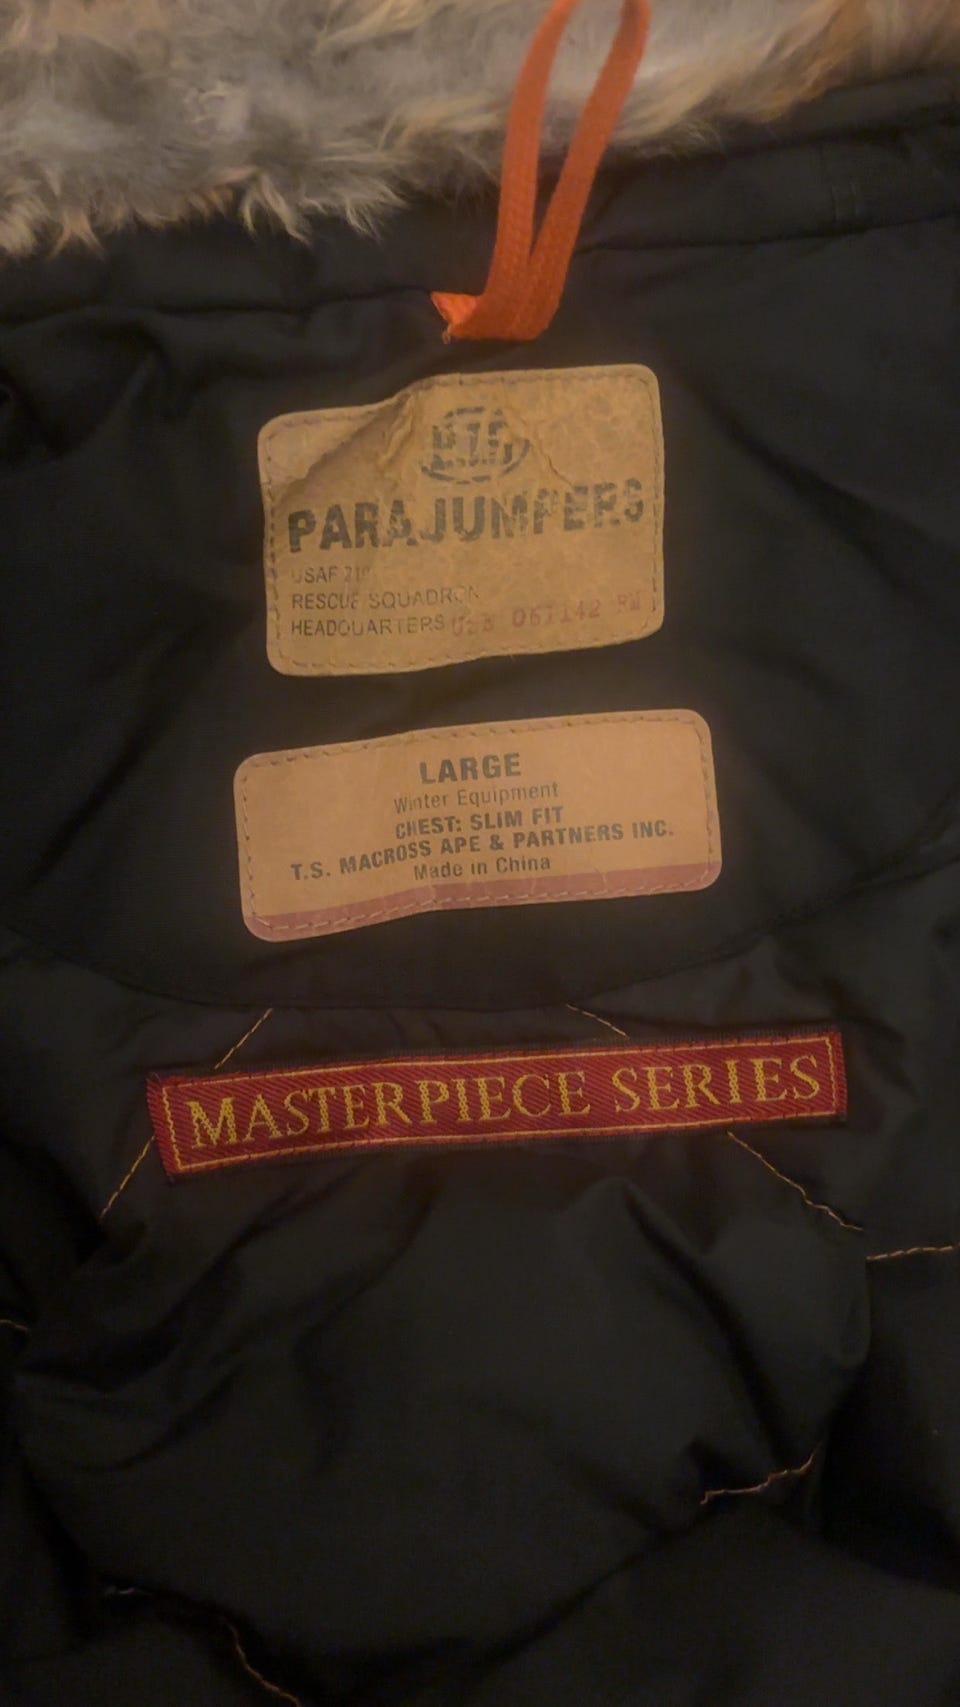 PJS
PARAJUMPERS
USAF 210
RESCUE SQUADRON
HEADQUARTERS
LARGE
Winter Equipment
CHEST: SLIM FIT
T.S. MACROSS APE & PARTNERS INC.
Made in China
MASTERPIECE SERIES